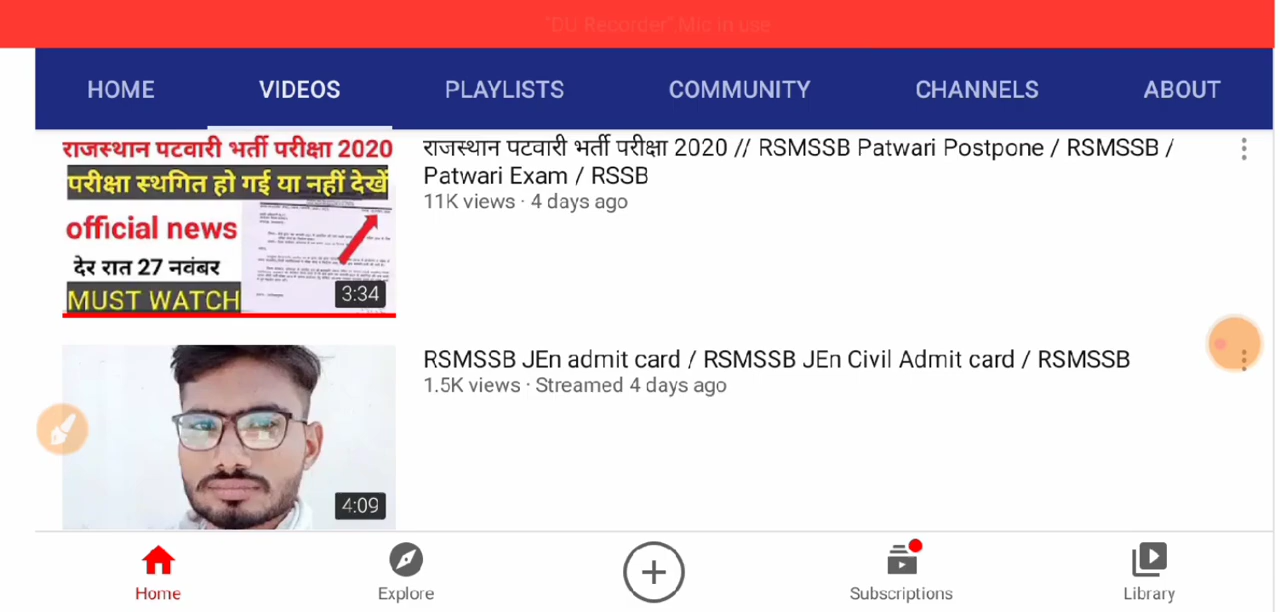 "DU Recorder" Mic in use
HOME VIDEOS PLAYLISTS COMMUNITY CHANNELS ABOUT
राजस्थान पटवारी भर्ती परीक्षा 2020
परीक्षा स्थगित हो गई या नहीं देखें
official news
देर रात 27 नवंबर
MUST WATCH
3:34
राजस्थान पटवारी भर्ती परीक्षा 2020 // RSMSSB Patwari Postpone / RSMSSB /
Patwari Exam / RSSB
11K views · 4 days ago
4:09
RSMSSB JEn admit card / RSMSSB JEn Civil Admit card / RSMSSB
1.5K views · Streamed 4 days ago
Home Explore Subscriptions Library